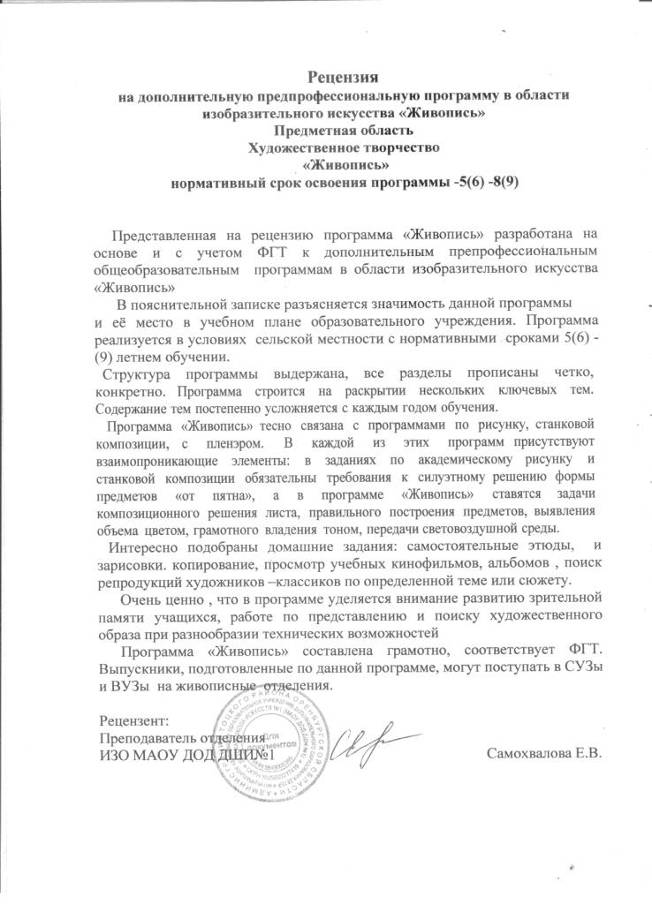 Рецензия
на дополнительную предпрофессиональную программу в области
изобразительного искусства «Живопись»
Предметная область
Художественное творчество
«Живопись»
нормативный срок освоения программы -5(6) -8(9)
Представленная на рецензию программа «Живопись» разработана на
основе и с учетом ФГТ к дополнительным препрофессиональным
общеобразовательным программам в области изобразительного искусства
«Живопись»
В пояснительной записке разъясняется значимость данной программы
и её место в учебном плане образовательного учреждения. Программа
реализуется в условиях сельской местности с нормативными сроками 5(6) -
(9) летнем обучении.
Структура программы выдержана, все разделы прописаны четко,
конкретно. Программа строится на раскрытии нескольких ключевых тем.
Содержание тем постепенно усложняется с каждым годом обучения.
Программа «Живопись» тесно связана с программами по рисунку, станковой
композиции, с пленэром. В каждой из этих программ присутствуют
взаимопроникающие элементы: в заданиях по академическому рисунку и
станковой композиции обязательны требования к силуэтному решению формы
предметов «от пятна», а в программе «Живопись» ставятся задачи
композиционного решения листа, правильного построения предметов, выявления
объема цветом, грамотного владения тоном, передачи световоздушной среды.
Интересно подобраны домашние задания: самостоятельные этюды, и
зарисовки. копирование, просмотр учебных кинофильмов, альбомов , поиск
репродукций художников –классиков по определенной теме или сюжету.
Очень ценно , что в программе уделяется внимание развитию зрительной
памяти учащихся, работе по представлению и поиску художественного
образа при разнообразии технических возможностей
Программа «Живопись» составлена грамотно, соответствует ФГТ.
Выпускники, подготовленные по данной программе, могут поступать в СУЗы
и ВУЗы на живописные отделения.
Рецензент:
Преподаватель отделения
ИЗО МАОУ ДОД ДШИ№1 Самохвалова Е.В.
Для
документов